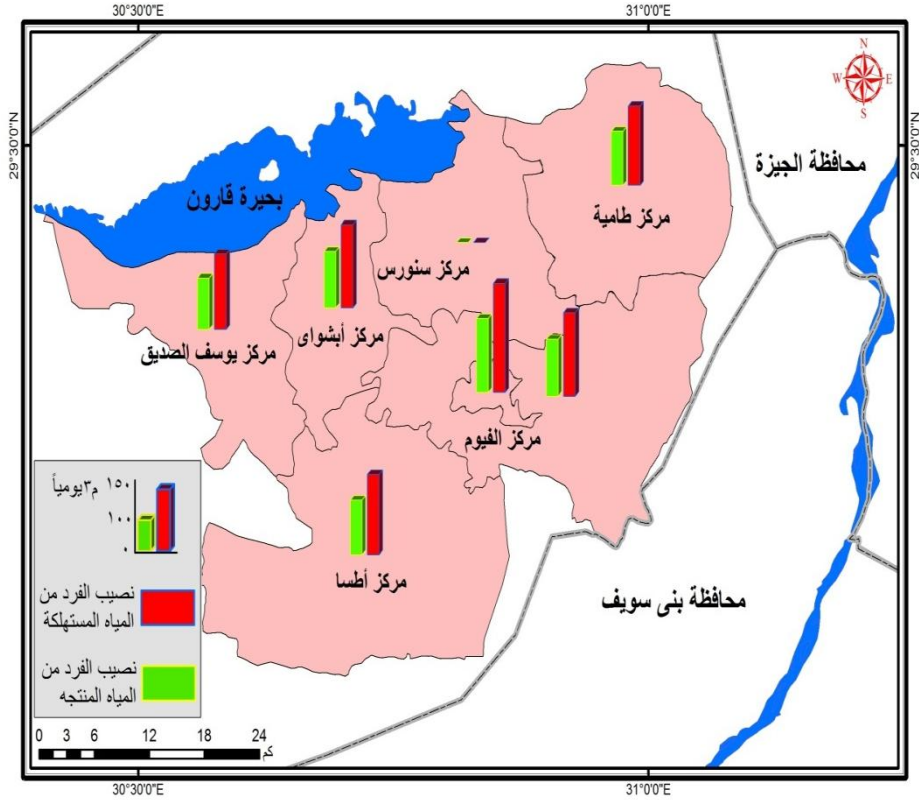 30°30'0"E
31°0'0"E
N
W E
S
29°30'0"N
29°30'0"N
محافظة الجيزة
بحيرة قارون
مركز طامية
مركز سنورس
مركز أبشواى
مركز يوسف الصديق
مركز الفيوم
مركز أطسا
محافظة بنى سويف
م٣ يومياً
١٥٠
١٠٠
٠
نصيب الفرد من
المياه المستهلكة
نصيب الفرد من
المياه المنتجه
0 3 6 12 18 24
كم
30°30'0"E
31°0'0"E